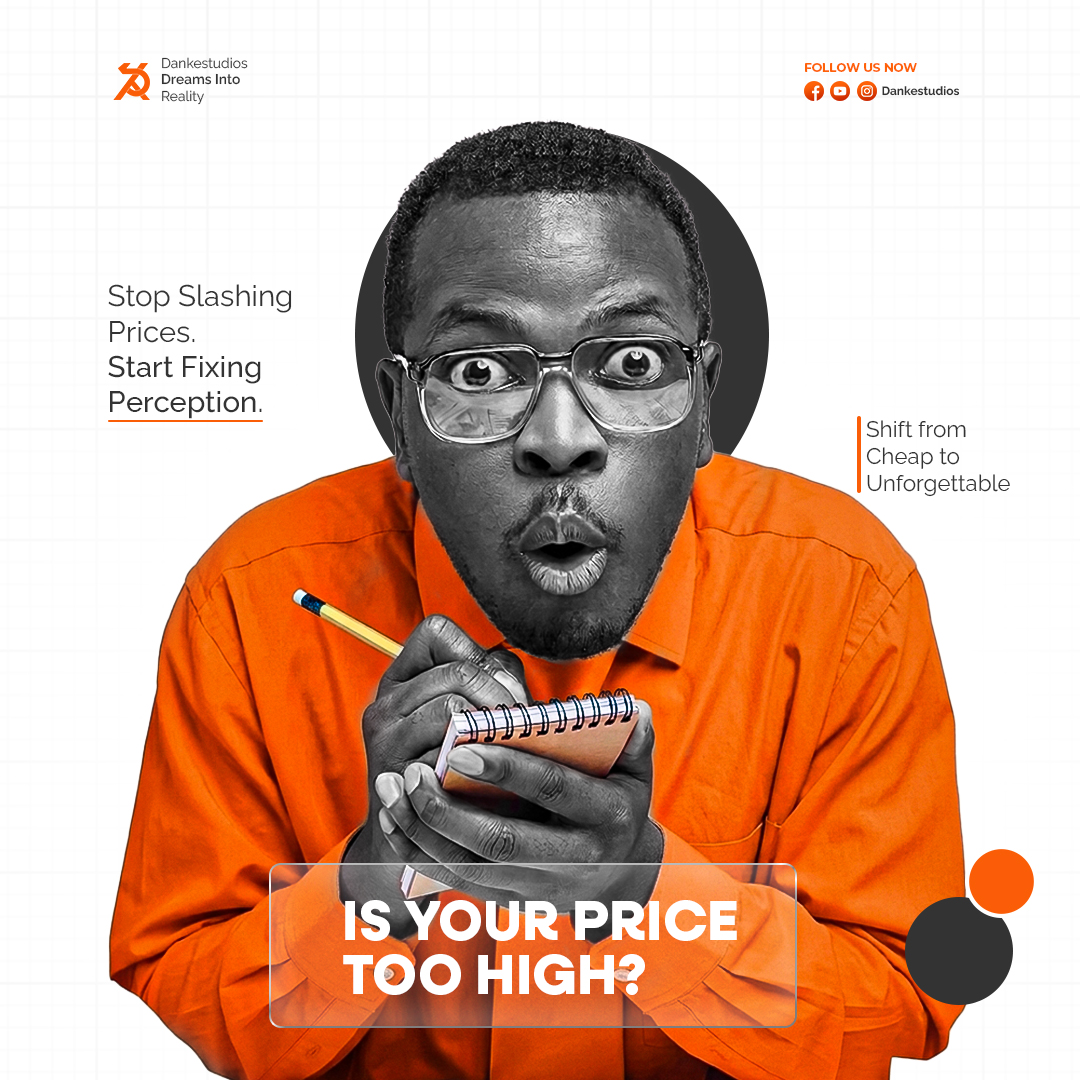 Dankestudios
Dreams Into
Reality
FOLLOW US NOW
Dankestudios
Stop Slashing
Prices.
Start Fixing
Perception.
Shift from
Cheap to
Unforgettable
IS YOUR PRICE
TOO HIGH?